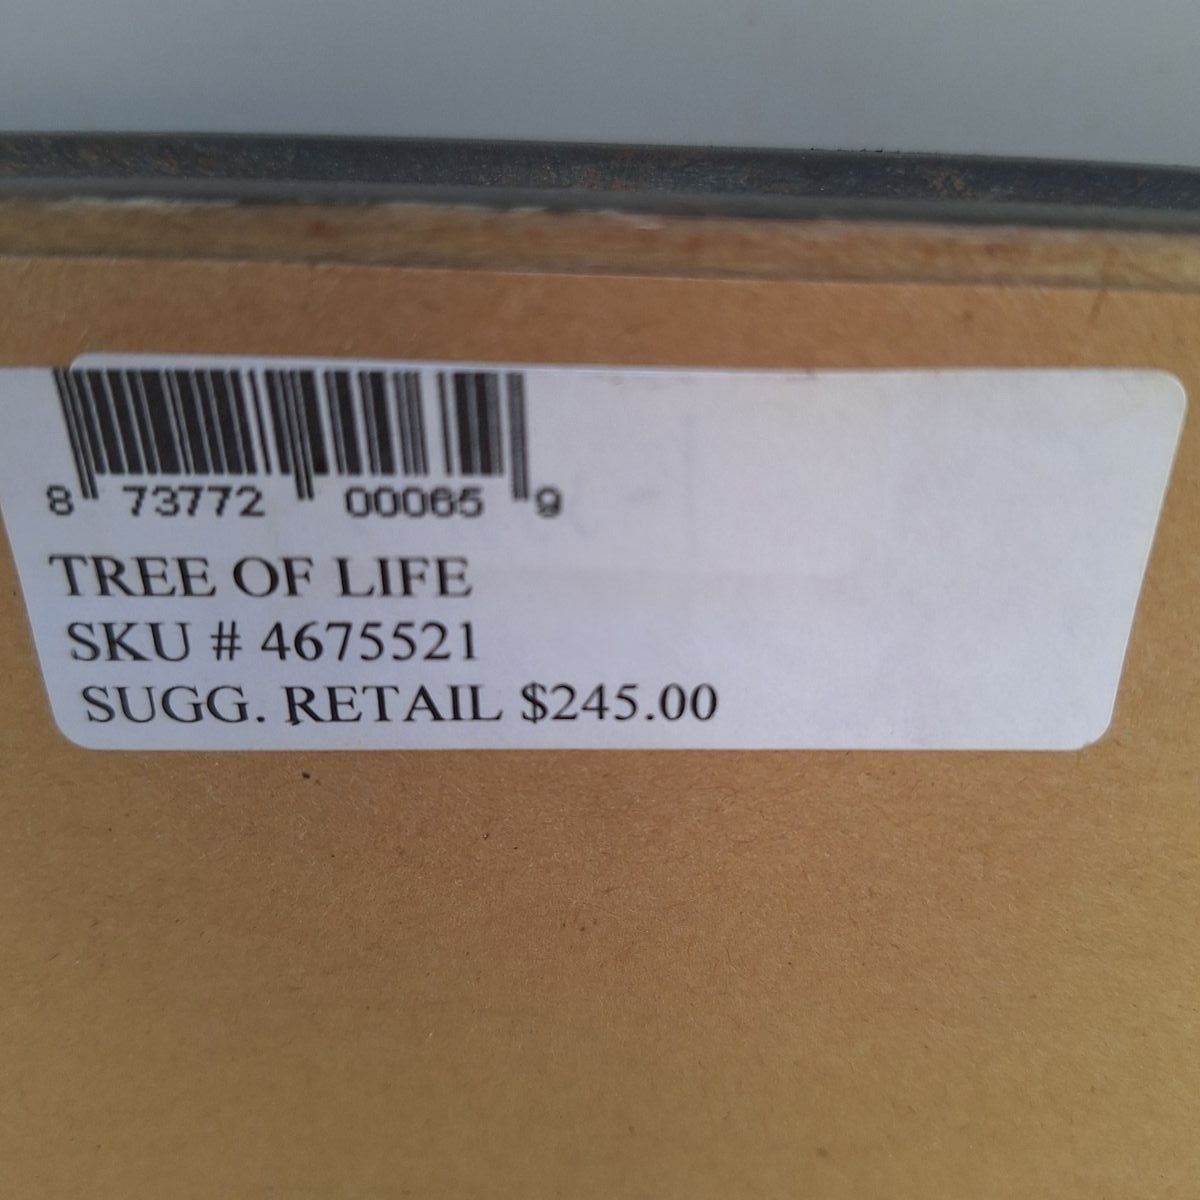 8 73772 00065 9
TREE OF LIFE
SKU # 4675521
SUGG. RETAIL $245.00